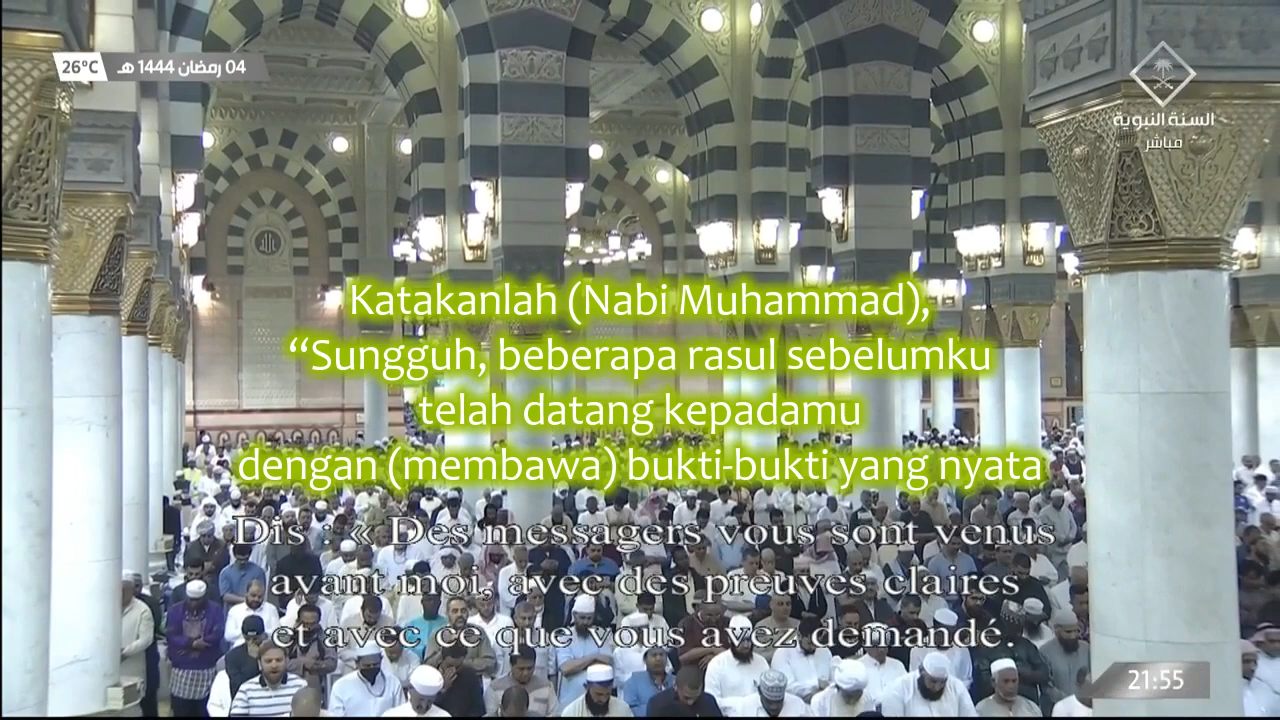 26°C 04 رمضان 1444 هـ
السنة النبوية
مباشر
Katakanlah (Nabi Muhammad),
“Sungguh, beberapa rasul sebelumku
telah datang kepadamu
dengan (membawa) bukti-bukti yang nyata
Dis : « Des messagers vous sont venus
avant moi, avec des preuves claires
et avec ce que vous avez demandé.
21:55